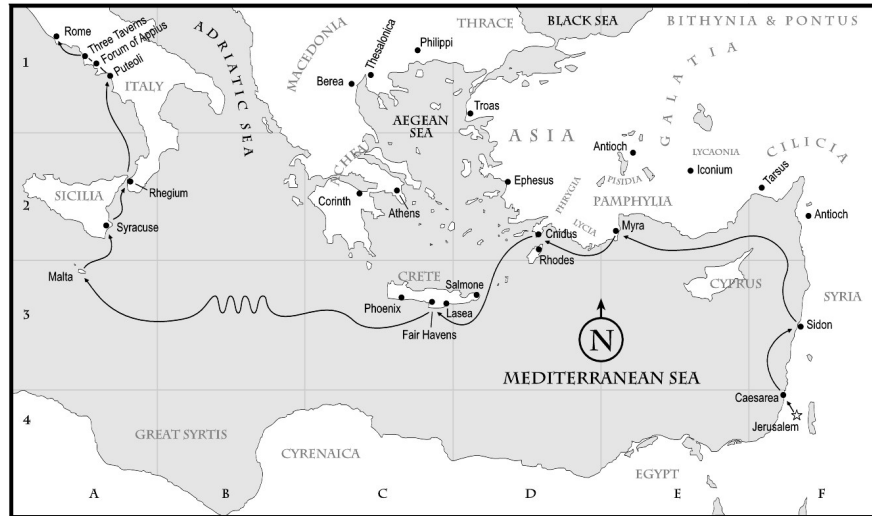 THRACE
BLACK SEA
BITHYNIA & PONTUS
ADRIATIC SEA
MACEDONIA
Rome
Three Taverns
Forum of Appius
Puteoli
ITALY
Thesalonica
Philippi
Berea
1
Troas
AEGEAN
SEA
ASIA
GALATIA
ACHEA
Antioch
LYCAONIA
Iconium
CILICIA
PISIDIA
Tarsus
SICILIA
Rhegium
Corinth
Athens
Ephesus
PHRYGIA
PAMPHYLIA
2
Syracuse
LYCIA
Antioch
Cnidus
Myra
Rhodes
Malta
CRETE
Salmone
CYPRUS
SYRIA
Phoenix
Lasea
3
Fair Havens
Sidon
N
MEDITERRANEAN SEA
Caesarea
4
Jerusalem
GREAT SYRTIS
CYRENAICA
EGYPT
A
B
C
D
E
F